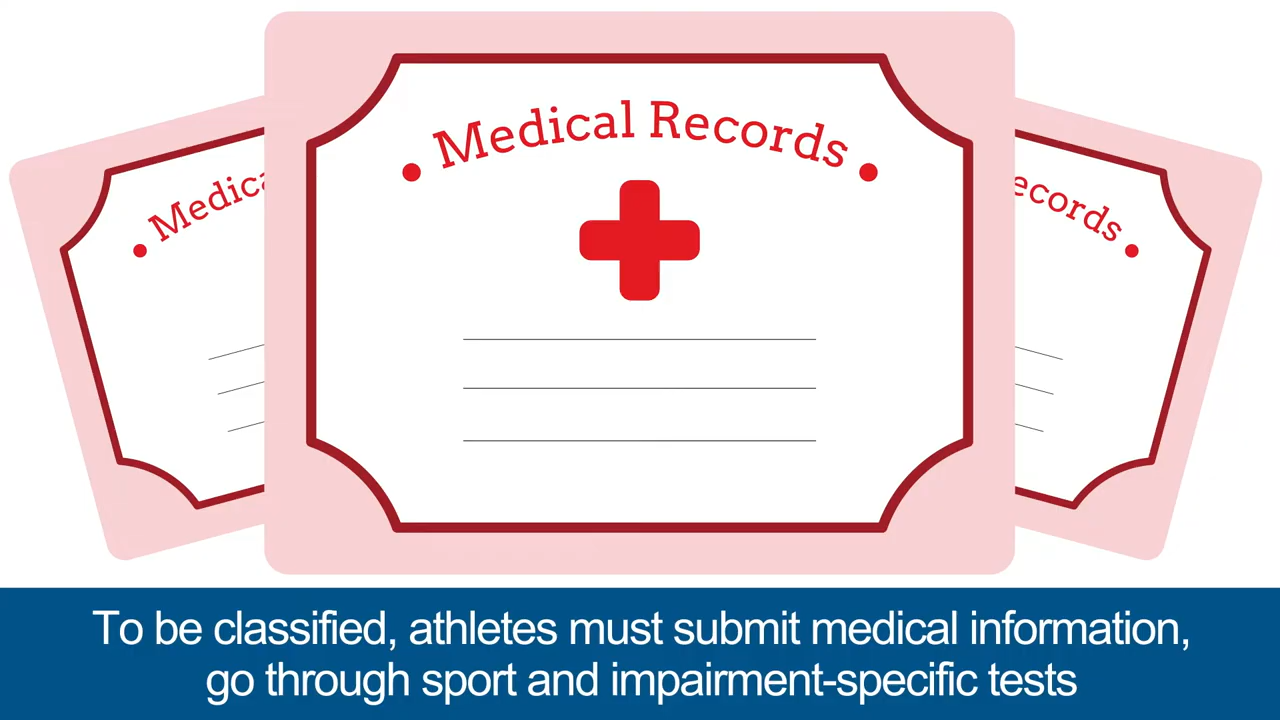 Medical Records
Medica
ecords
To be classified, athletes must submit medical information,
go through sport and impairment-specific tests